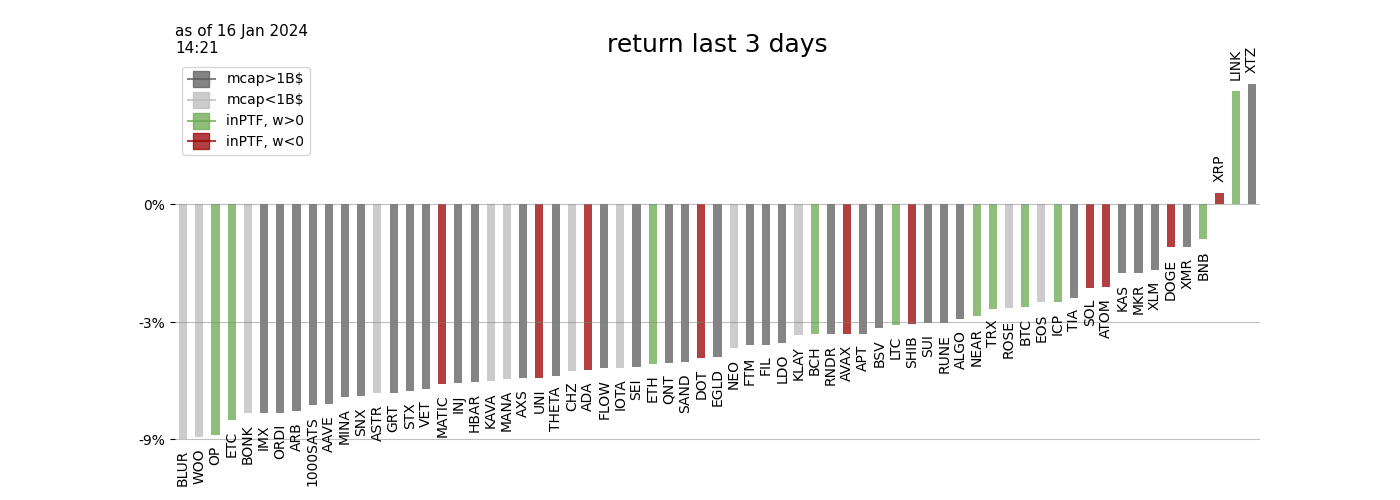 as of 16 Jan 2024
14:21
return last 3 days
mcap>1B$
mcap<1B$
inPTF, w>0
inPTF, w<0
0%
-3%
-9%
BLUR
WOO
OP
ETC
BONK
IMX
ORDI
ARB
1000SATS
AAVE
MINA
SNX
ASTR
GRT
STX
VET
MATIC
INJ
HBAR
KAVA
MANA
AXS
UNI
THETA
CHZ
ADA
FLOW
IOTA
SEI
ETH
QNT
SAND
DOT
EGLD
NEO
FTM
FIL
LDO
KLAY
BCH
RNDR
AVAX
APT
BSV
LTC
SHIB
SUI
RUNE
ALGO
NEAR
TRX
ROSE
BTC
EOS
ICP
TIA
SOL
ATOM
KAS
MKR
XLM
DOGE
XMR
BNB
XRP
LINK
XTZ